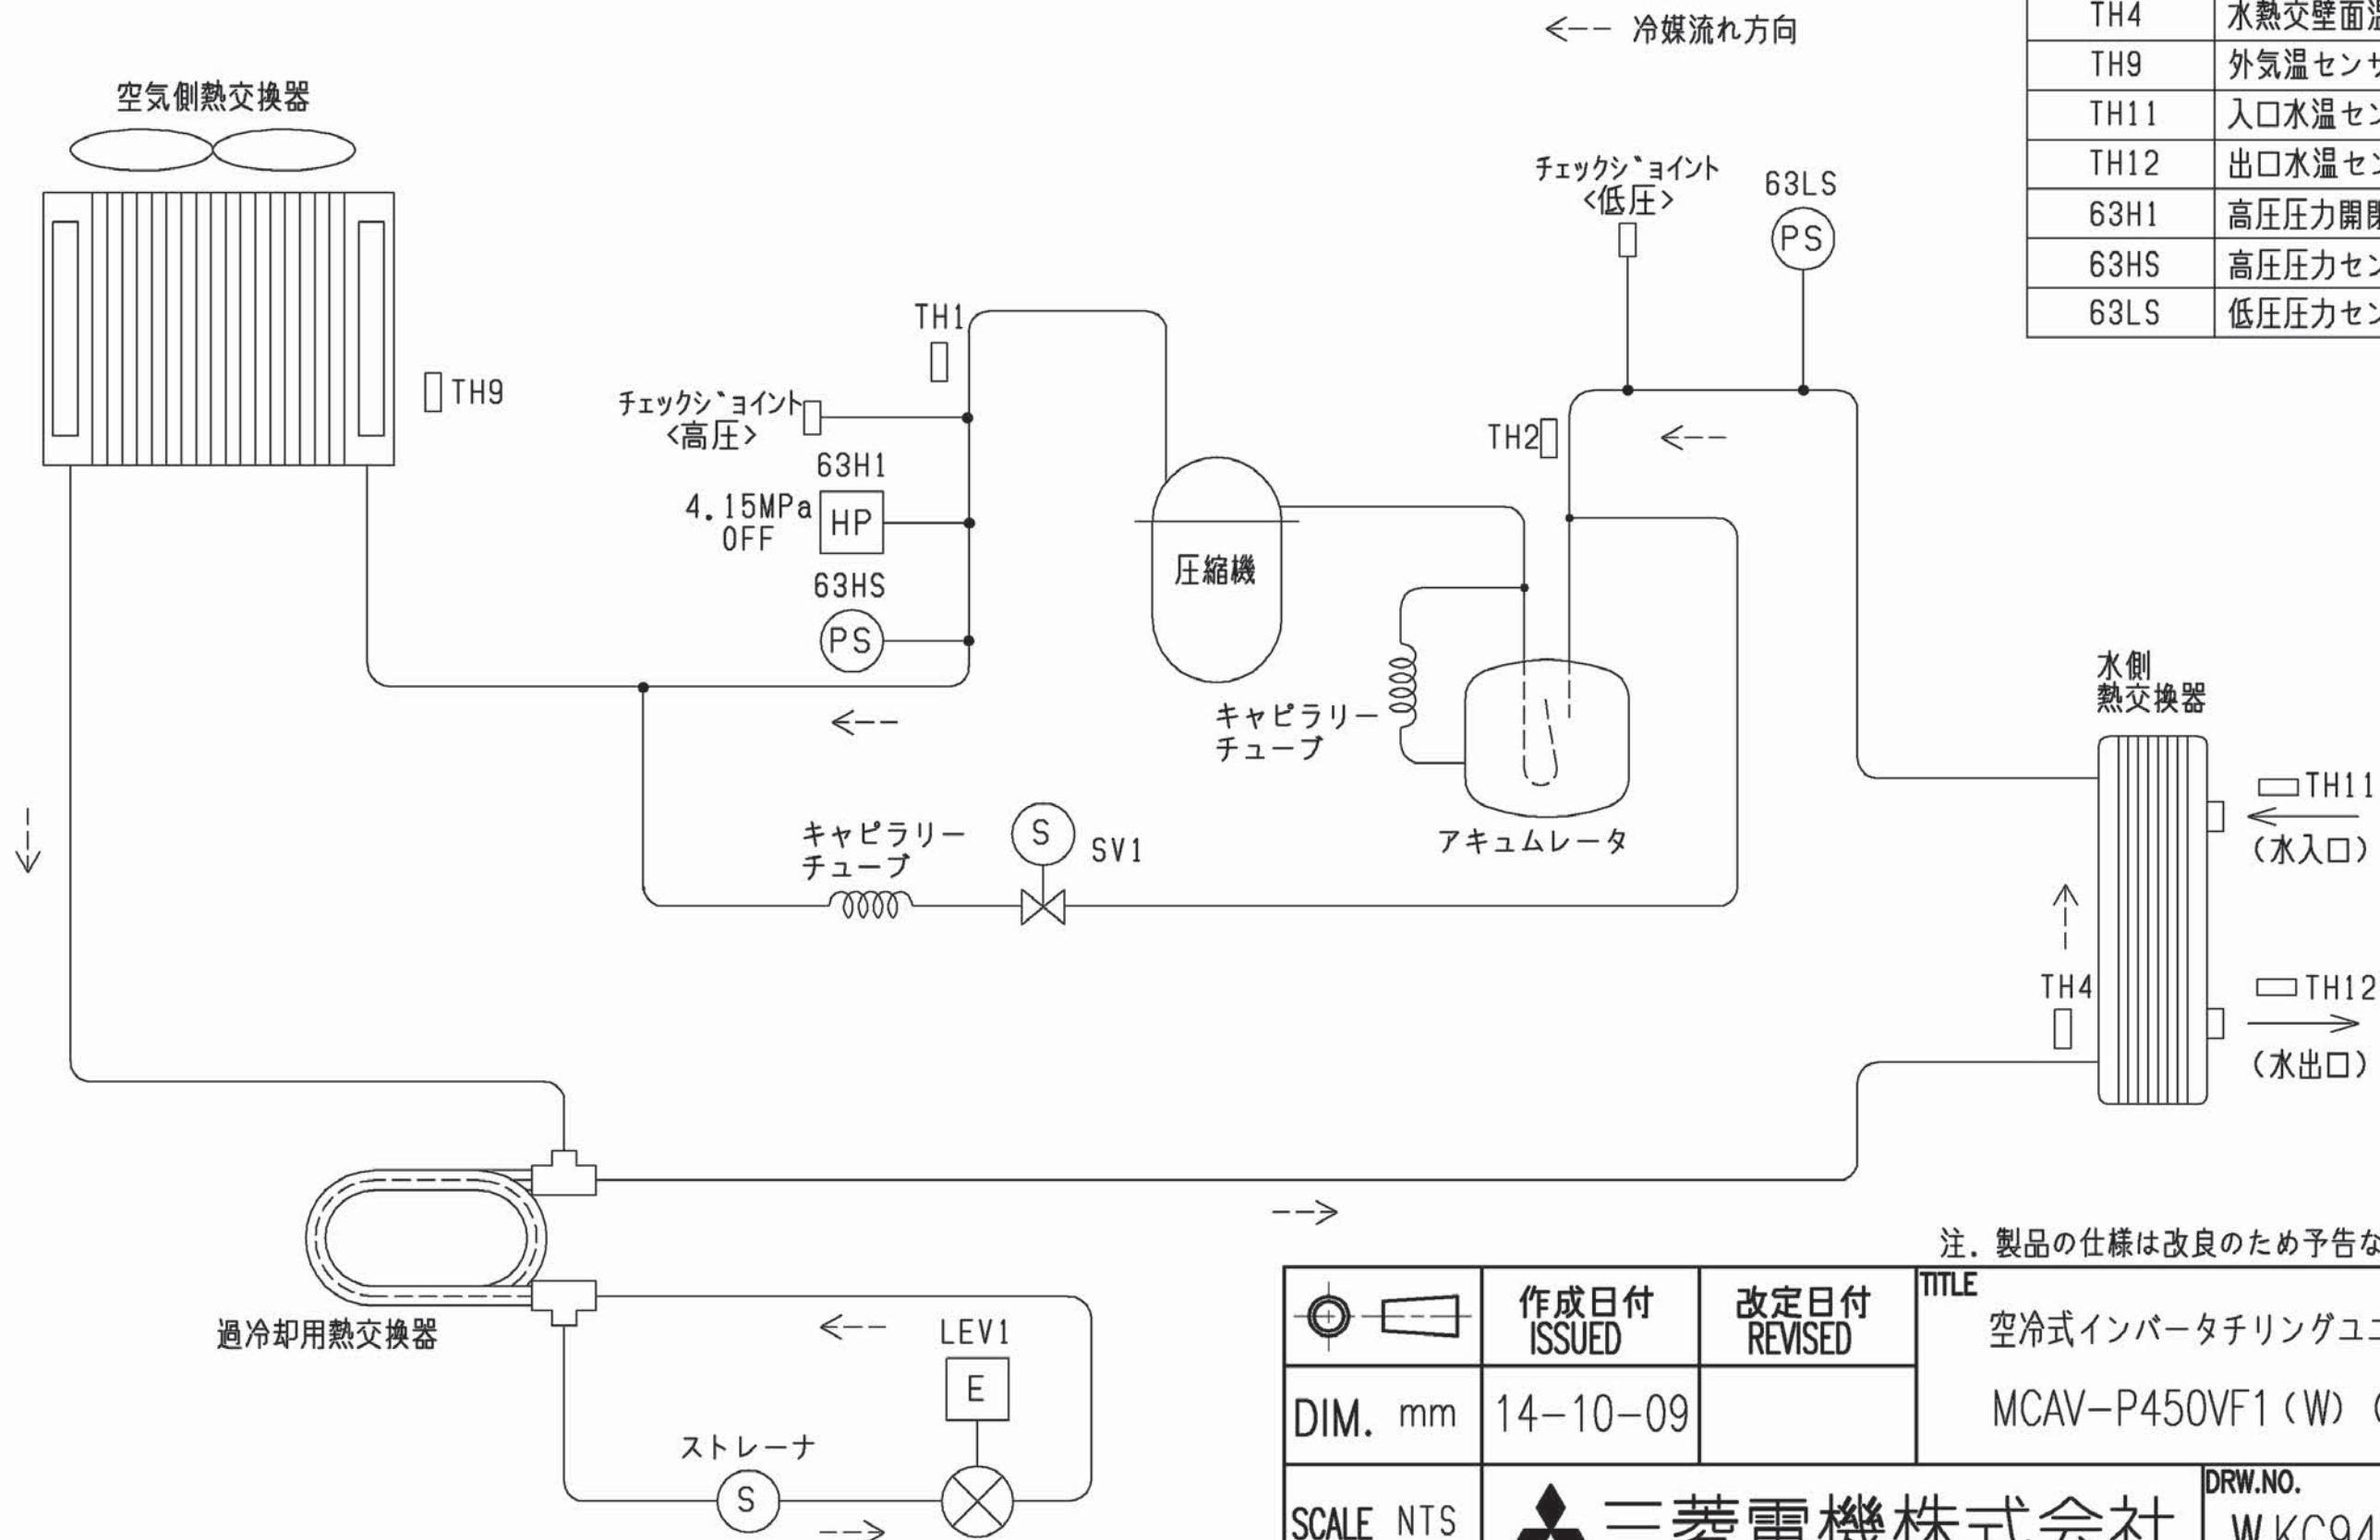 <-- 冷媒流れ方向
TH4 水熱交壁面温
TH9 外気温センサ
TH11 入口水温セン
TH12 出口水温セン
63H1 高圧圧力開閉
63HS 高圧圧力セン
63LS 低圧圧力セン
空気側熱交換器
TH9
チェックジョイント
<低圧>
63LS
PS
TH1
チェックジョイント
<高圧>
63H1
4.15MPa
OFF
HP
63HS
PS
TH2
圧縮機
キャピラリー
チューブ
アキュムレータ
水側
熱交換器
TH11
(水入口)
キャピラリー
チューブ
S
SV1
TH4
TH12
(水出口)
過冷却用熱交換器
LEV1
E
ストレーナ
S
注. 製品の仕様は改良のため予告な
作成日付
ISSUED
改定日付
REVISED
TITLE
空冷式インバータチリングユニ
MCAV-P450VF1(W)(
DIM. mm
14-10-09
SCALE NTS
三菱電機株式会社
DRW.NO.